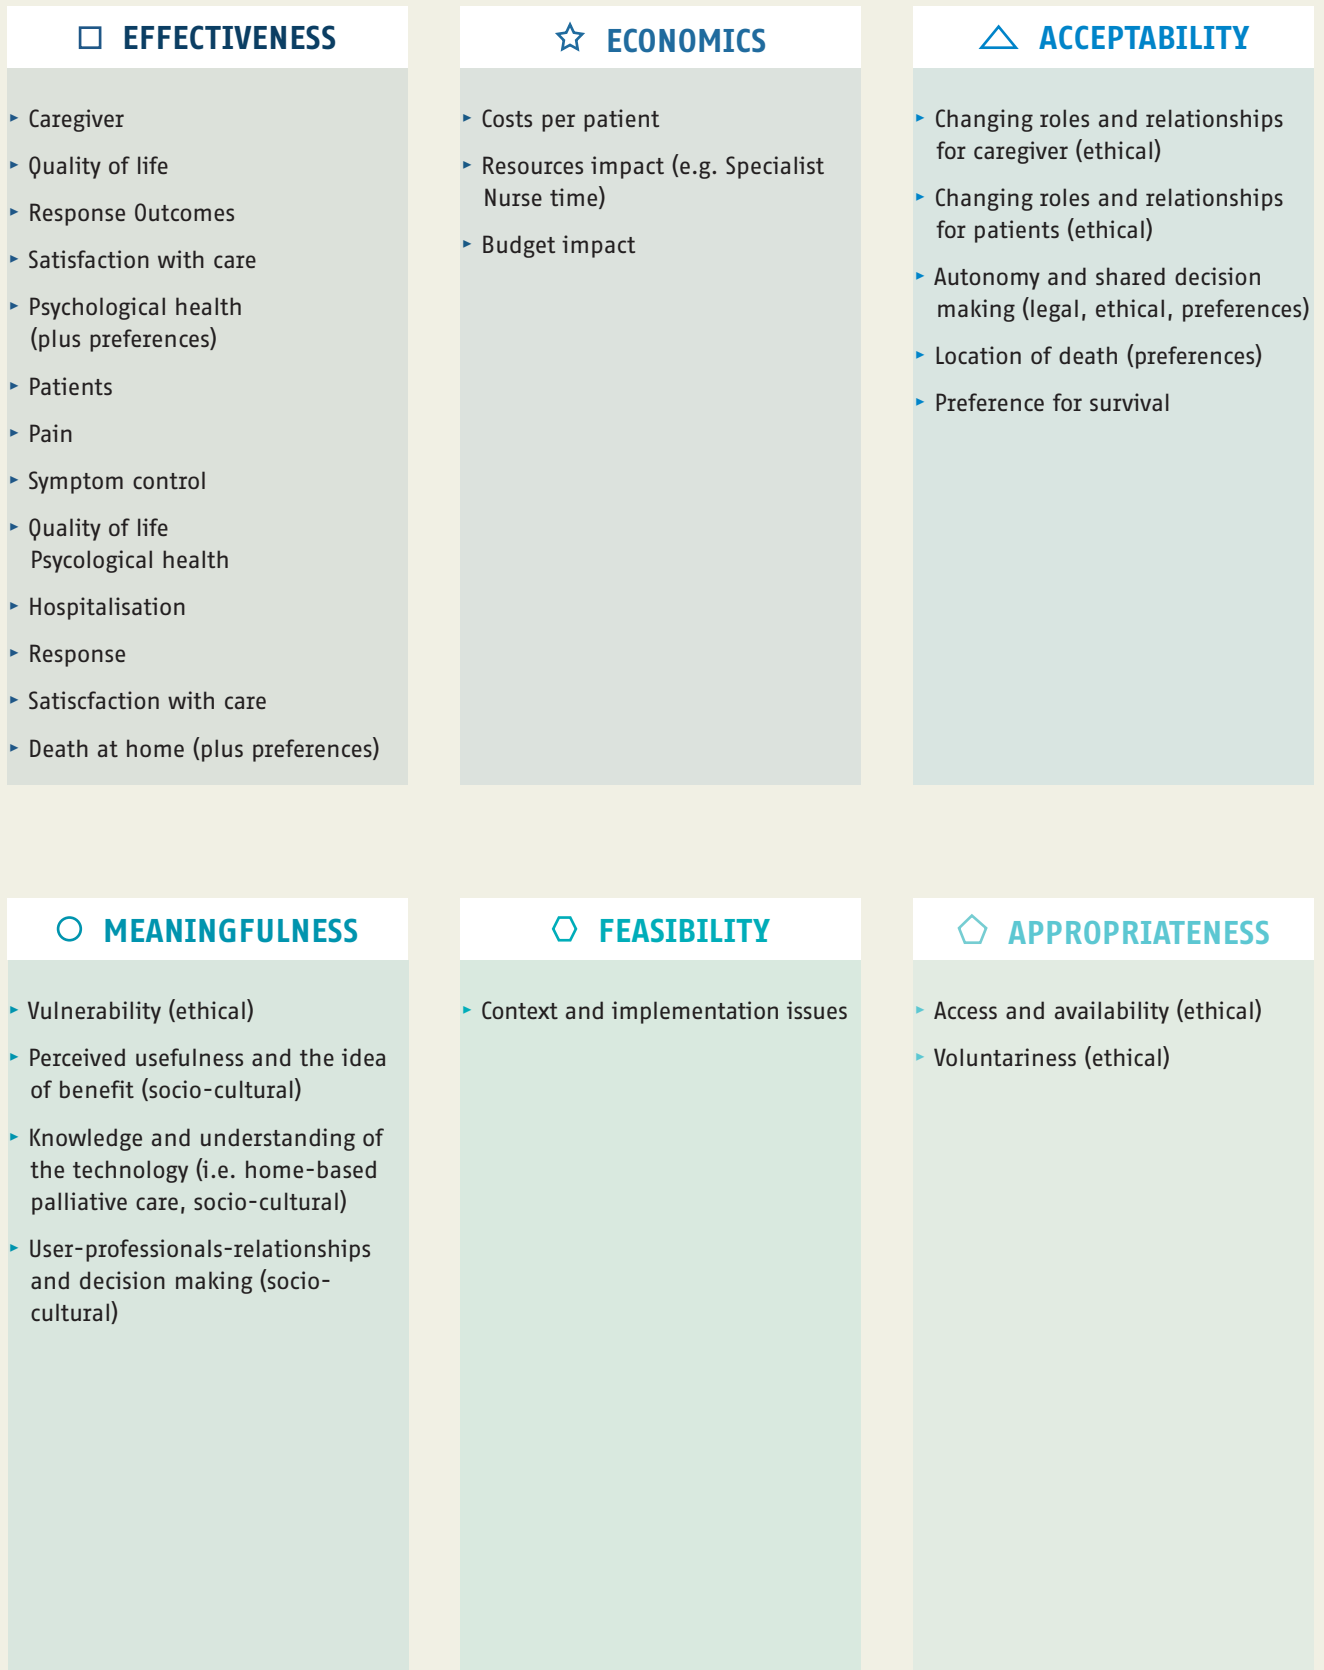 EFFECTIVENESS
▸ Caregiver
▸ Quality of life
▸ Response Outcomes
▸ Satisfaction with care
▸ Psychological health
(plus preferences)
▸ Patients
▸ Pain
▸ Symptom control
▸ Quality of life
Psycological health
▸ Hospitalisation
▸ Response
▸ Satiscfaction with care
▸ Death at home (plus preferences)
ECONOMICS
▸ Costs per patient
▸ Resources impact (e.g. Specialist
Nurse time)
▸ Budget impact
ACCEPTABILITY
▸ Changing roles and relationships
for caregiver (ethical)
▸ Changing roles and relationships
for patients (ethical)
▸ Autonomy and shared decision
making (legal, ethical, preferences)
▸ Location of death (preferences)
▸ Preference for survival
MEANINGFULNESS
▸ Vulnerability (ethical)
▸ Perceived usefulness and the idea
of benefit (socio-cultural)
▸ Knowledge and understanding of
the technology (i.e. home-based
palliative care, socio-cultural)
▸ User-professionals-relationships
and decision making (socio-
cultural)
FEASIBILITY
▸ Context and implementation issues
APPROPRIATENESS
▸ Access and availability (ethical)
▸ Voluntariness (ethical)